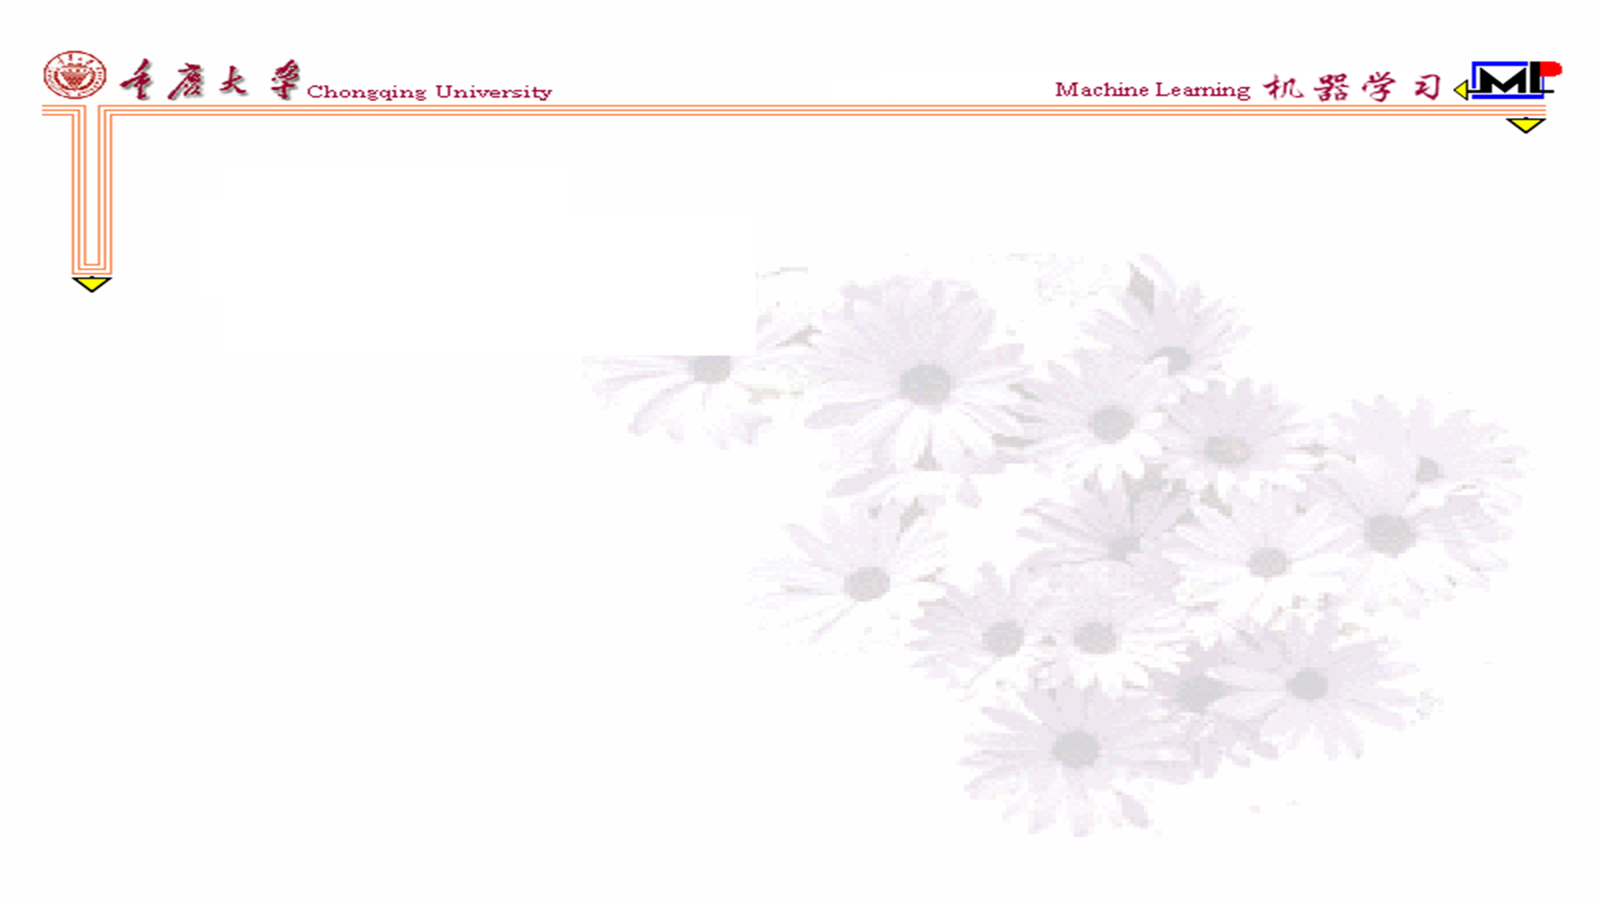 重庆大学 Chongqing University
Machine Learning 机器学习 ML